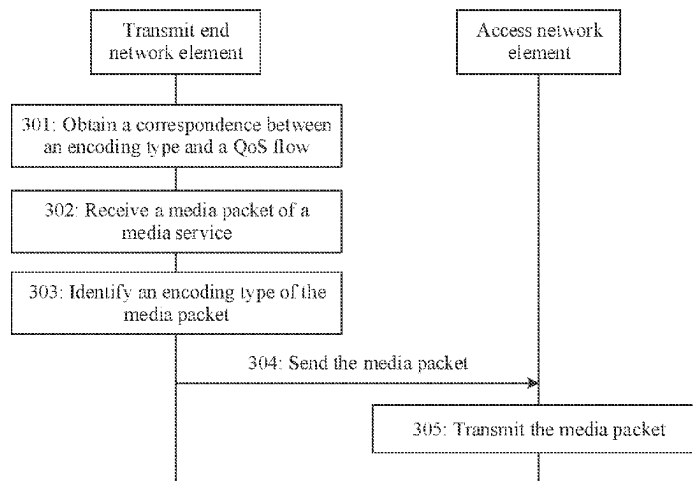 Transmit end
network element
Access network
element
301: Obtain a correspondence between
an encoding type and a QoS flow
302: Receive a media packet of a
media service
303: Identify an encoding type of the
media packet
304: Send the media packet
305: Transmit the media packet